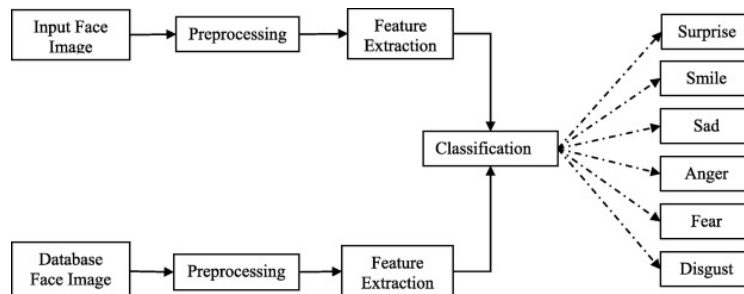 Input Face
Image
Preprocessing
Feature
Extraction
Classification
Surprise
Smile
Sad
Anger
Fear
Disgust
Database
Face Image
Preprocessing
Feature
Extraction